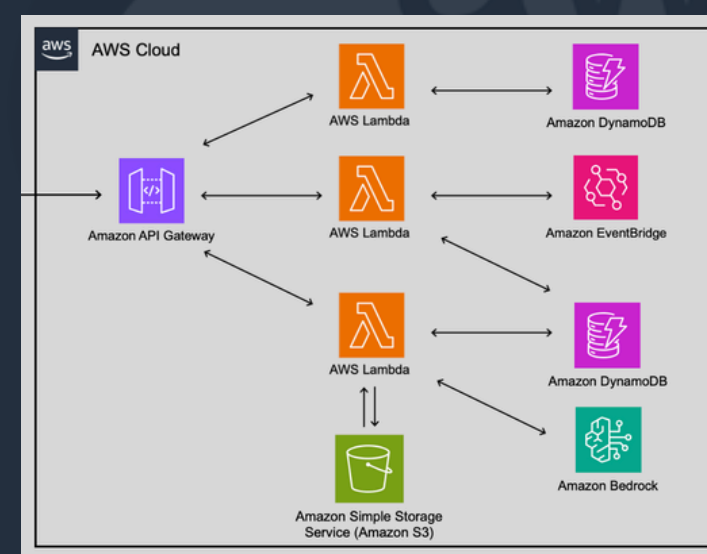 aws
AWS Cloud
AWS Lambda
Amazon DynamoDB
</>
Amazon API Gateway
AWS Lambda
Amazon EventBridge
AWS Lambda
Amazon DynamoDB
Amazon Bedrock
Amazon Simple Storage
Service (Amazon S3)